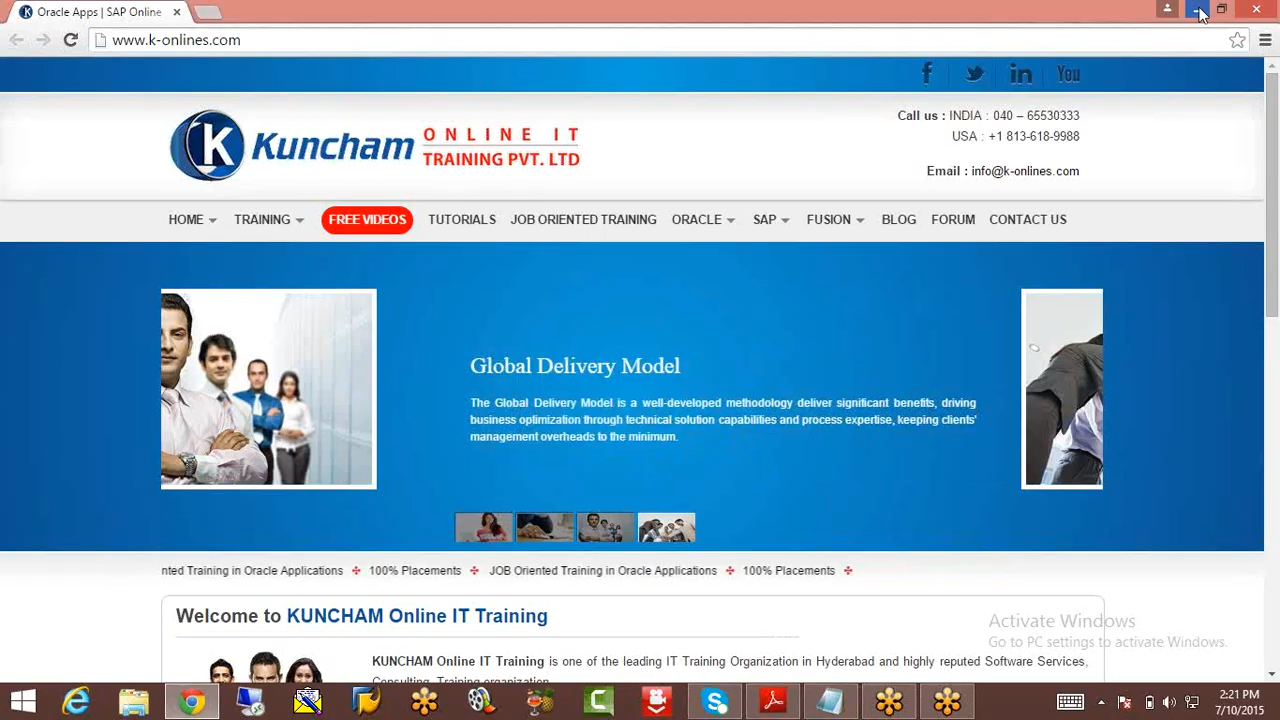 Oracle Apps | SAP Online
www.k-onlines.com
You
Kuncham ONLINE IT
TRAINING PVT. LTD
Call us : INDIA : 040 – 65530333
USA : +1 813-618-9988
Email : info@k-onlines.com
HOME TRAINING FREE VIDEOS TUTORIALS JOB ORIENTED TRAINING ORACLE SAP FUSION BLOG FORUM CONTACT US
Global Delivery Model
The Global Delivery Model is a well-developed methodology deliver significant benefits, driving
business optimization through technical solution capabilities and process expertise, keeping clients'
management overheads to the minimum.
nted Training in Oracle Applications 100% Placements JOB Oriented Training in Oracle Applications 100% Placements
Welcome to KUNCHAM Online IT Training
KUNCHAM Online IT Training is one of the leading IT Training Organization in Hyderabad and highly reputed Software Services,
Consulting, Training organization
Activate Windows
Go to PC settings to activate Windows.
2:21 PM
7/10/2015